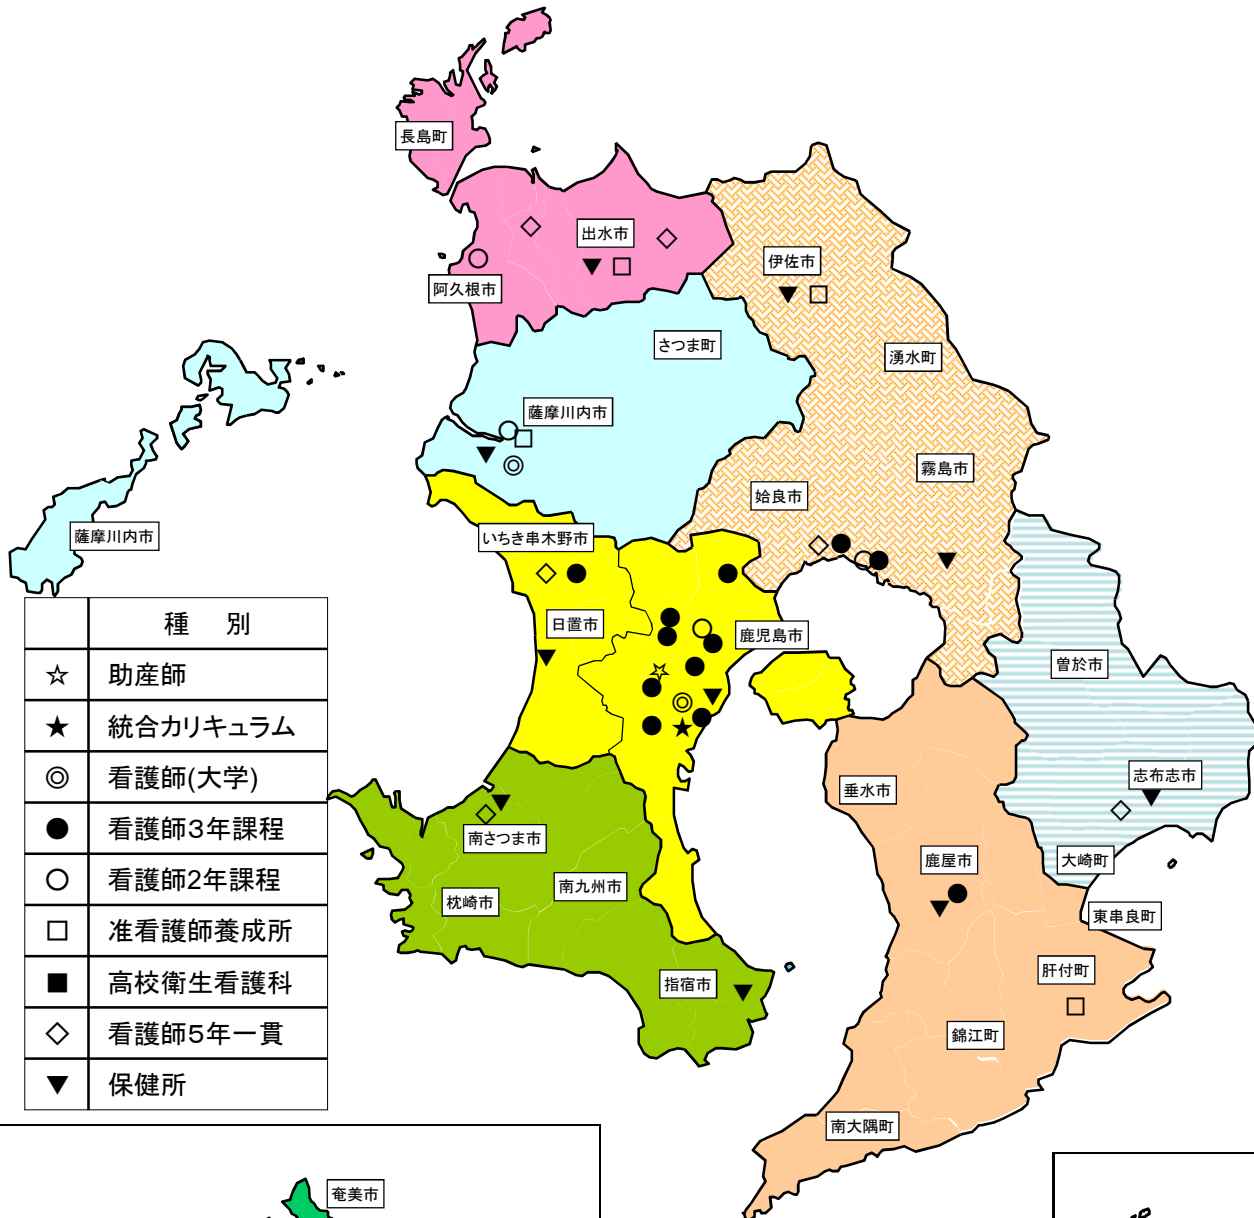 長島町
出水市
阿久根市
伊佐市
さつま町
湧水町
薩摩川内市
霧島市
姶良市
薩摩川内市
いちき串木野市
日置市
鹿児島市
曽於市
志布志市
垂水市
南さつま市
大崎町
鹿屋市
南九州市
枕崎市
東串良町
肝付町
指宿市
錦江町
南大隅町
種 別
☆ 助産師
★ 統合カリキュラム
◎ 看護師(大学)
● 看護師3年課程
○ 看護師2年課程
□ 准看護師養成所
■ 高校衛生看護科
◇ 看護師5年一貫
▼ 保健所
奄美市